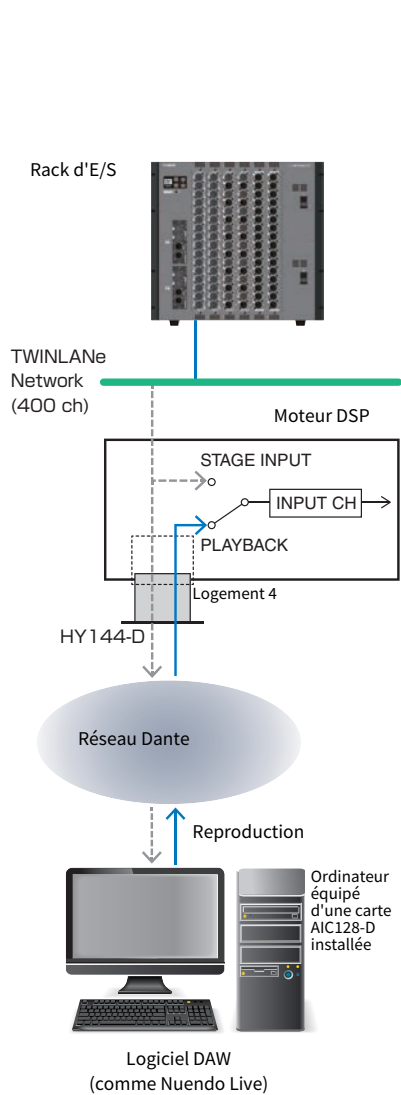 Rack d'E/S
TWINLANe
Network
(400 ch)
Moteur DSP
STAGE INPUT
INPUT CH
PLAYBACK
Logement 4
HY144-D
Réseau Dante
Reproduction
Ordinateur
équipé
d'une carte
AIC128-D
installée
Logiciel DAW
(comme Nuendo Live)